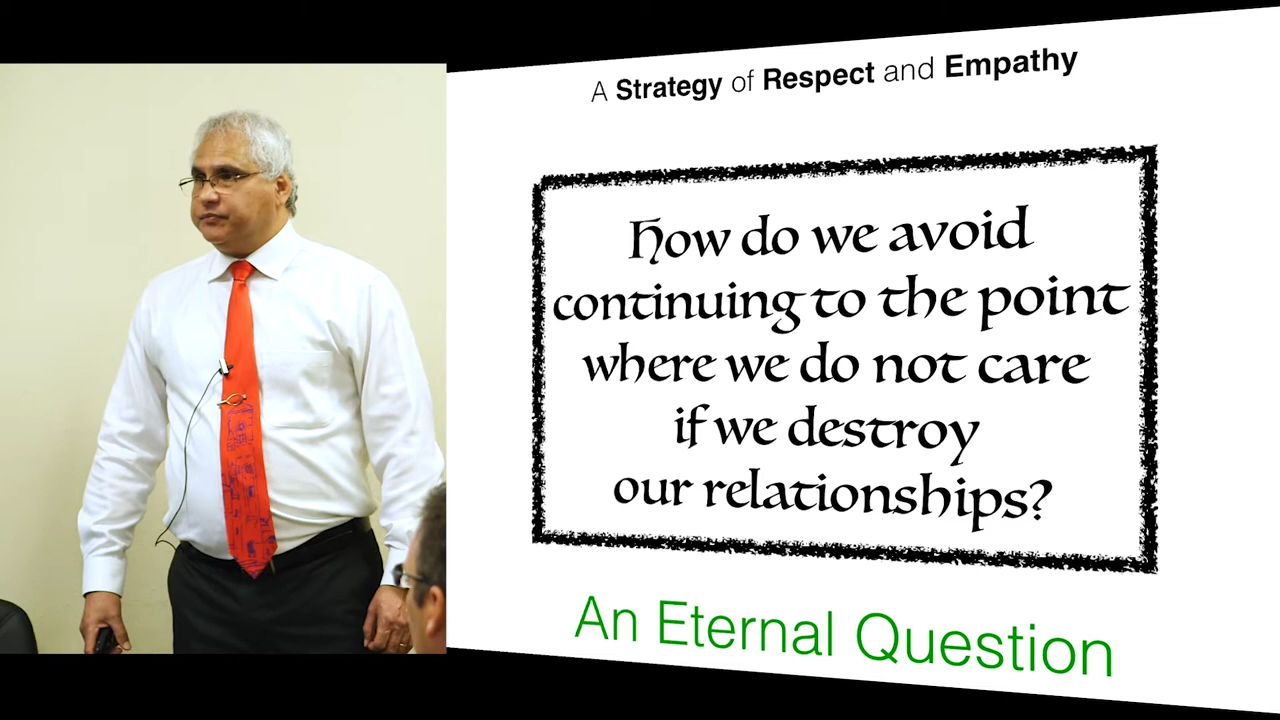 A Strategy of Respect and Empathy
How do we avoid
continuing to the point
where we do not care
if we destroy
our relationships?
An Eternal Question